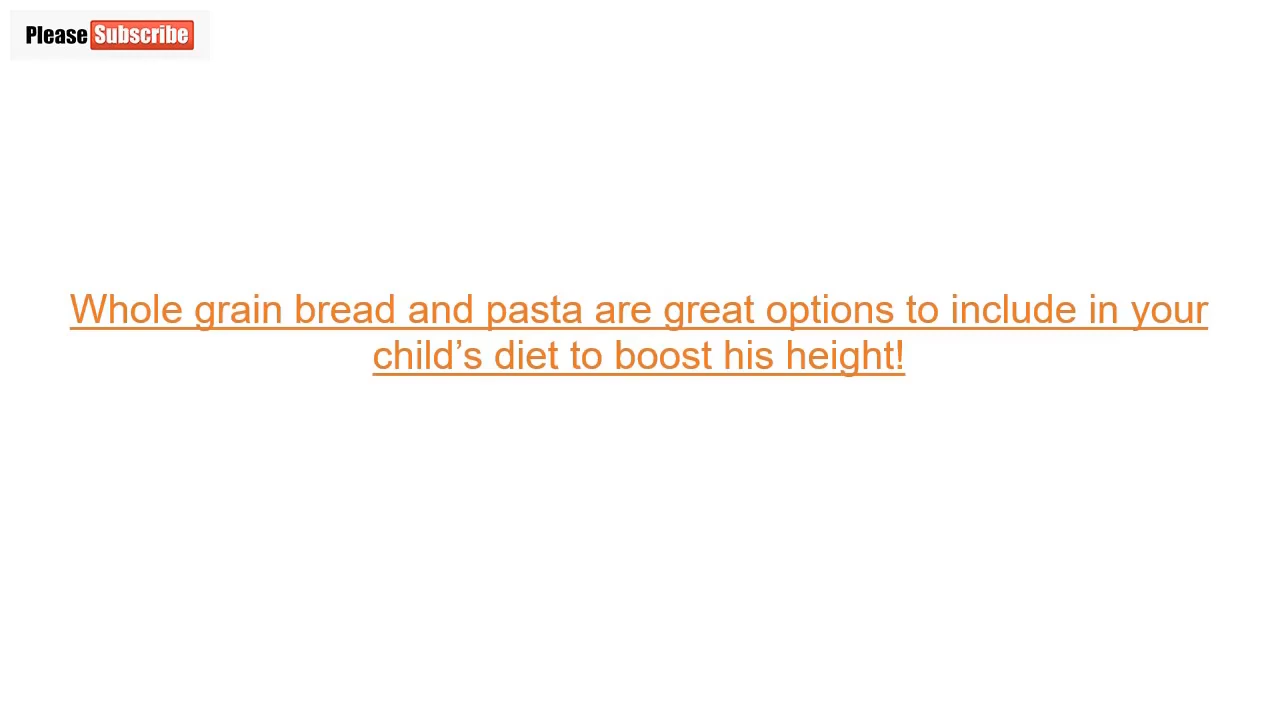 Please Subscribe
Whole grain bread and pasta are great options to include in your
child’s diet to boost his height!